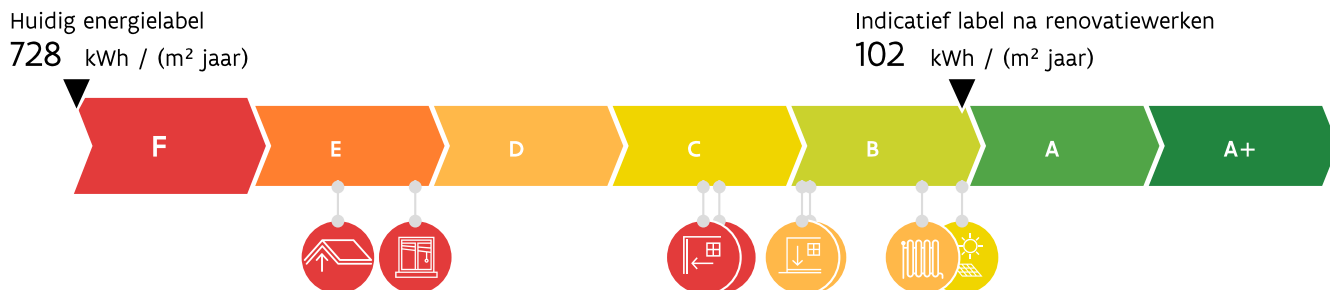 Huidig energielabel
728 kWh / (m² jaar)
Indicatief label na renovatiewerken
102 kWh / (m² jaar)
F E D C B A A+